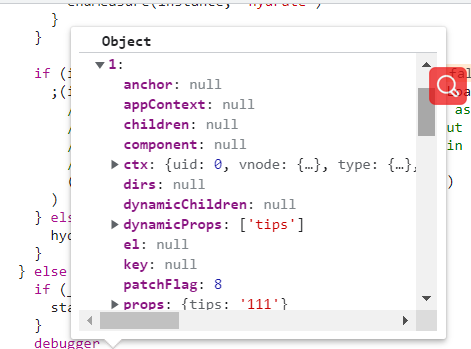 endMeasure(instance, `hydrate`)
}
}
Object
1:
if (i
fal
anchor: null
;(i
appContext: null
//
as
children: null
//
ut
component: null
//
in
ctx: {uid: 0, vnode: {…}, type: {…},
//
dirs: null
(
)
dynamicChildren: null
)
dynamicProps: ['tips']
} els
el: null
hyd
key: null
}
patchFlag: 8
} else
props: {tips: '111'}
if (
sta
}
debugger